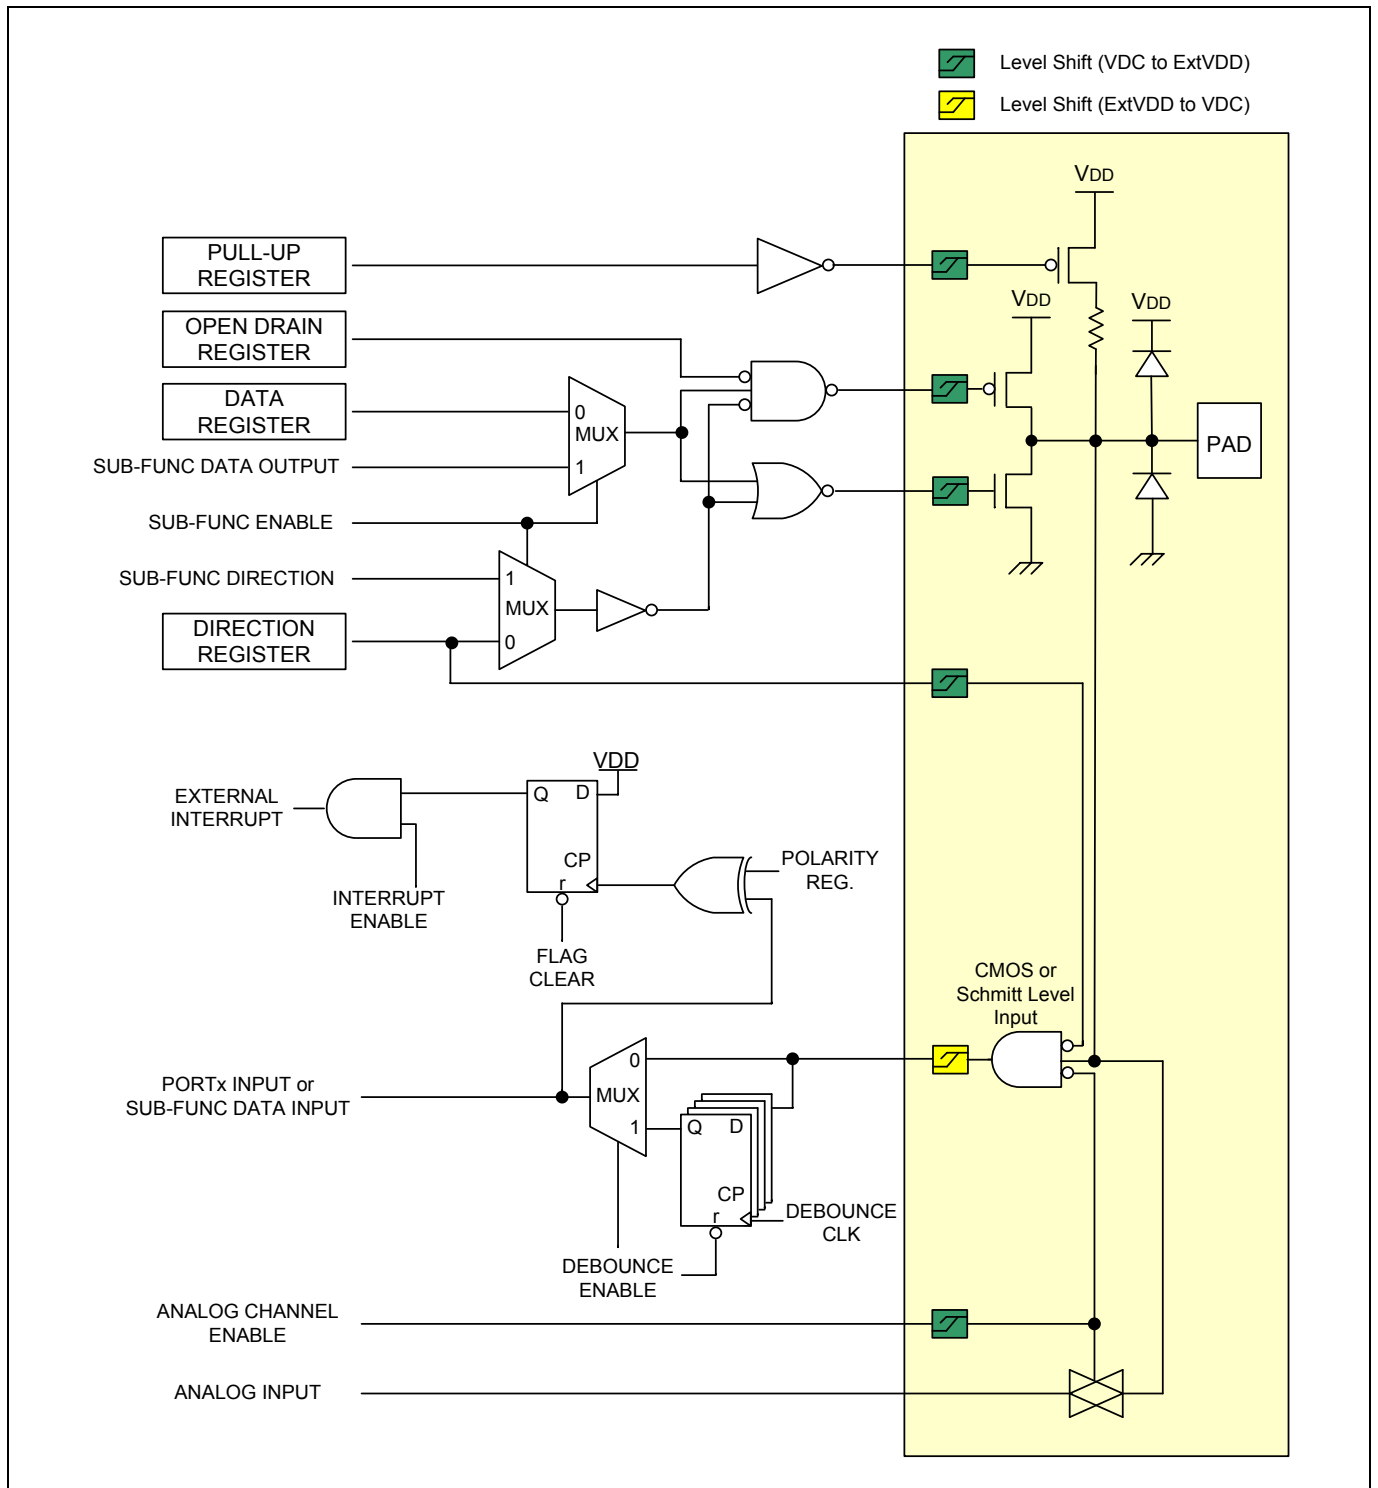 Level Shift (VDC to ExtVDD)
Level Shift (ExtVDD to VDC)
VDD
PULL-UP
REGISTER
VDD
VDD
OPEN DRAIN
REGISTER
DATA
REGISTER
0
MUX
1
PAD
SUB-FUNC DATA OUTPUT
SUB-FUNC ENABLE
SUB-FUNC DIRECTION
1
MUX
0
DIRECTION
REGISTER
VDD
EXTERNAL
INTERRUPT
Q D
CP
r
POLARITY
REG.
INTERRUPT
ENABLE
FLAG
CLEAR
CMOS or
Schmitt Level
Input
PORTx INPUT or
SUB-FUNC DATA INPUT
0
MUX
1
Q D
CP
r
DEBOUNCE
CLK
DEBOUNCE
ENABLE
ANALOG CHANNEL
ENABLE
ANALOG INPUT